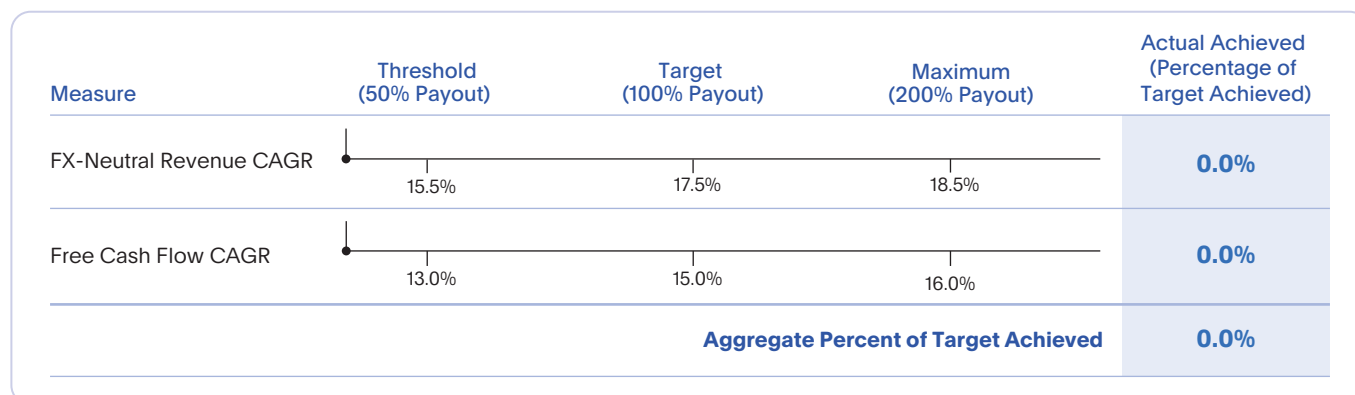 Measure
Threshold
(50% Payout)
Target
(100% Payout)
Maximum
(200% Payout)
Actual Achieved
(Percentage of
Target Achieved)
FX-Neutral Revenue CAGR
15.5%
17.5%
18.5%
0.0%
Free Cash Flow CAGR
13.0%
15.0%
16.0%
0.0%
Aggregate Percent of Target Achieved
0.0%